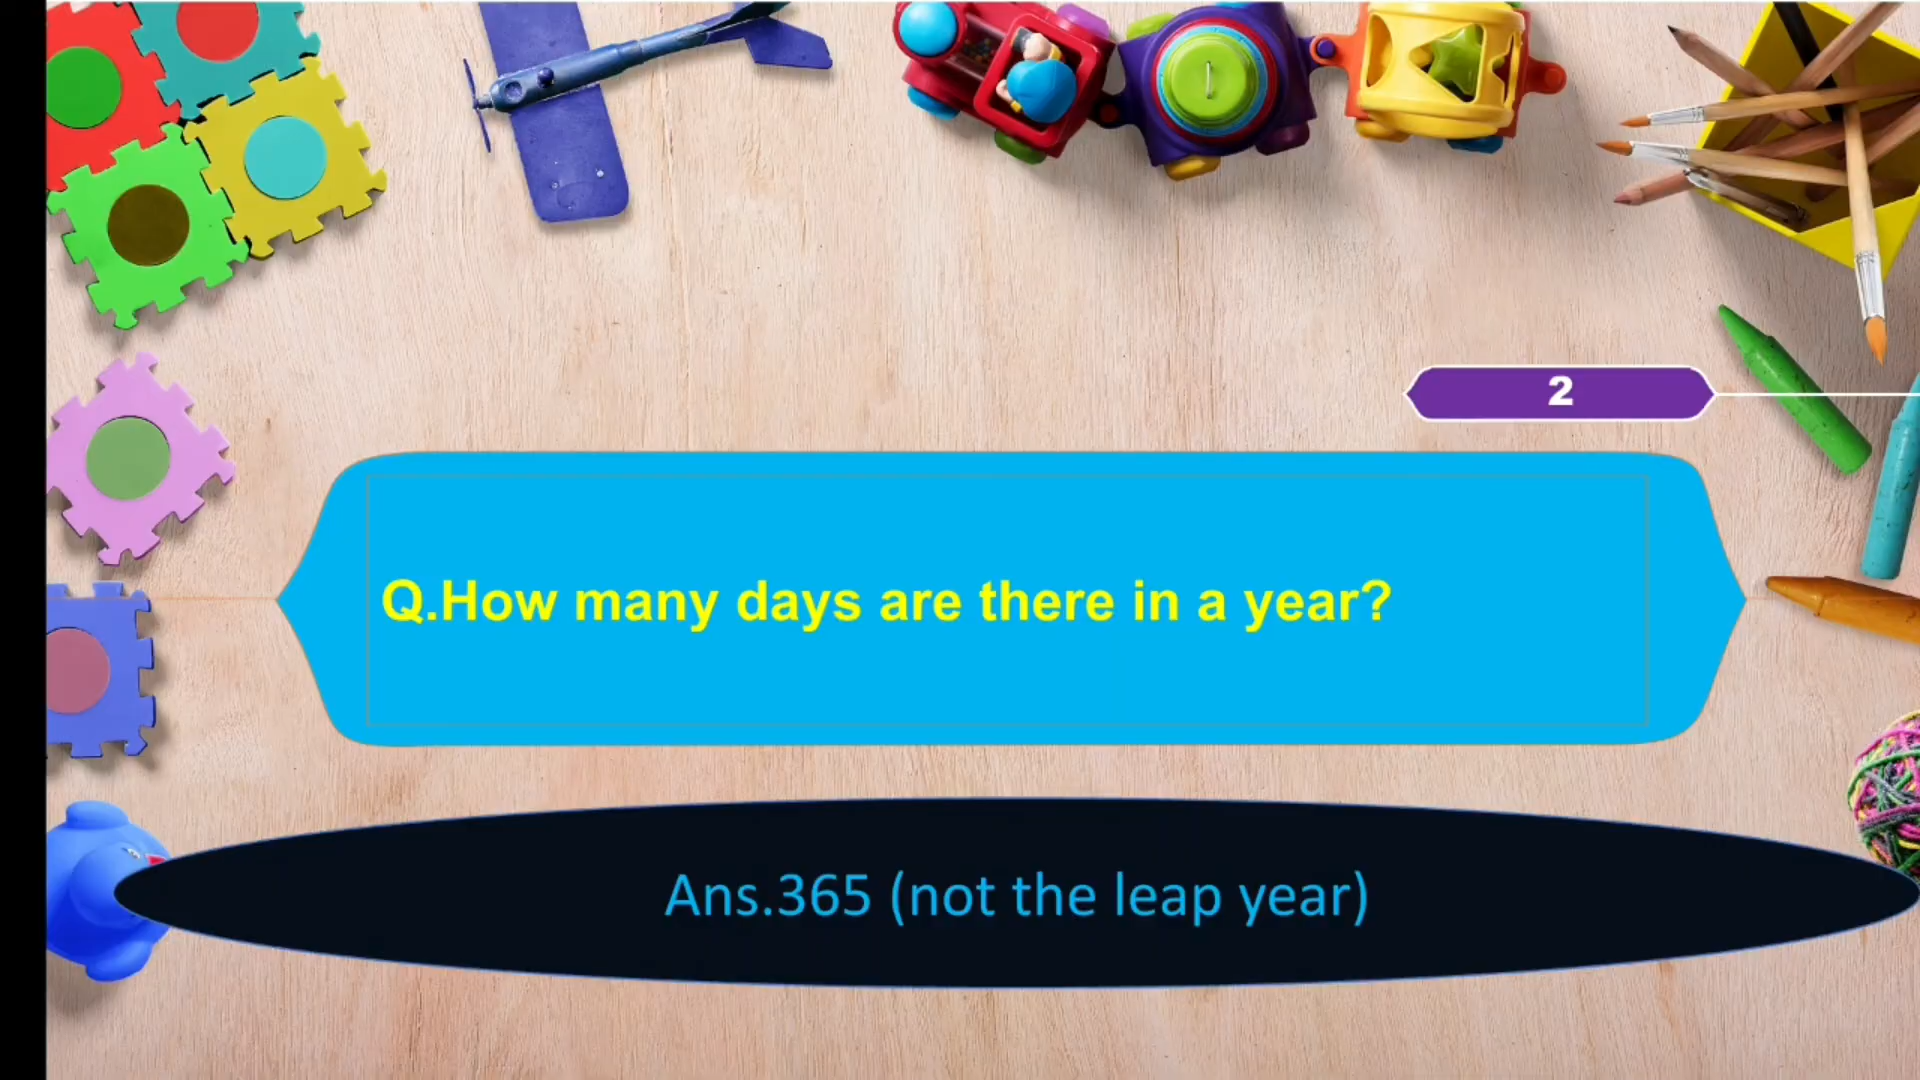 2
Q.How many days are there in a year?
Ans.365 (not the leap year)